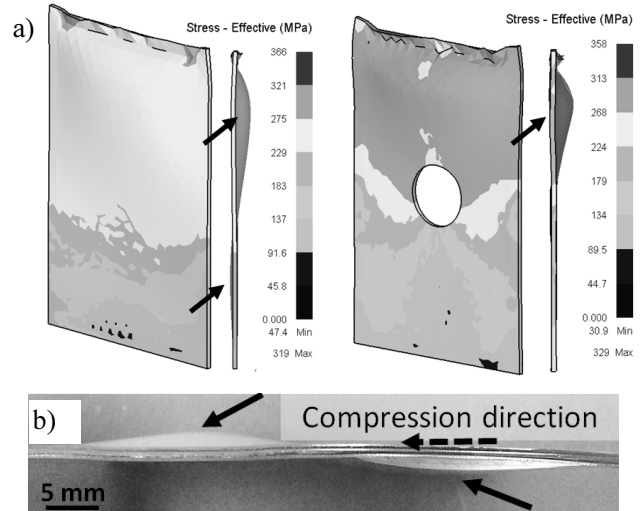 a)
Stress - Effective (MPa)
366
321
275
229
183
137
91.6
45.8
0.000
47.4 Min
319 Max
Stress - Effective (MPa)
358
313
268
224
179
134
89.5
44.7
0.000
30.9 Min
329 Max
b)
Compression direction
5 mm